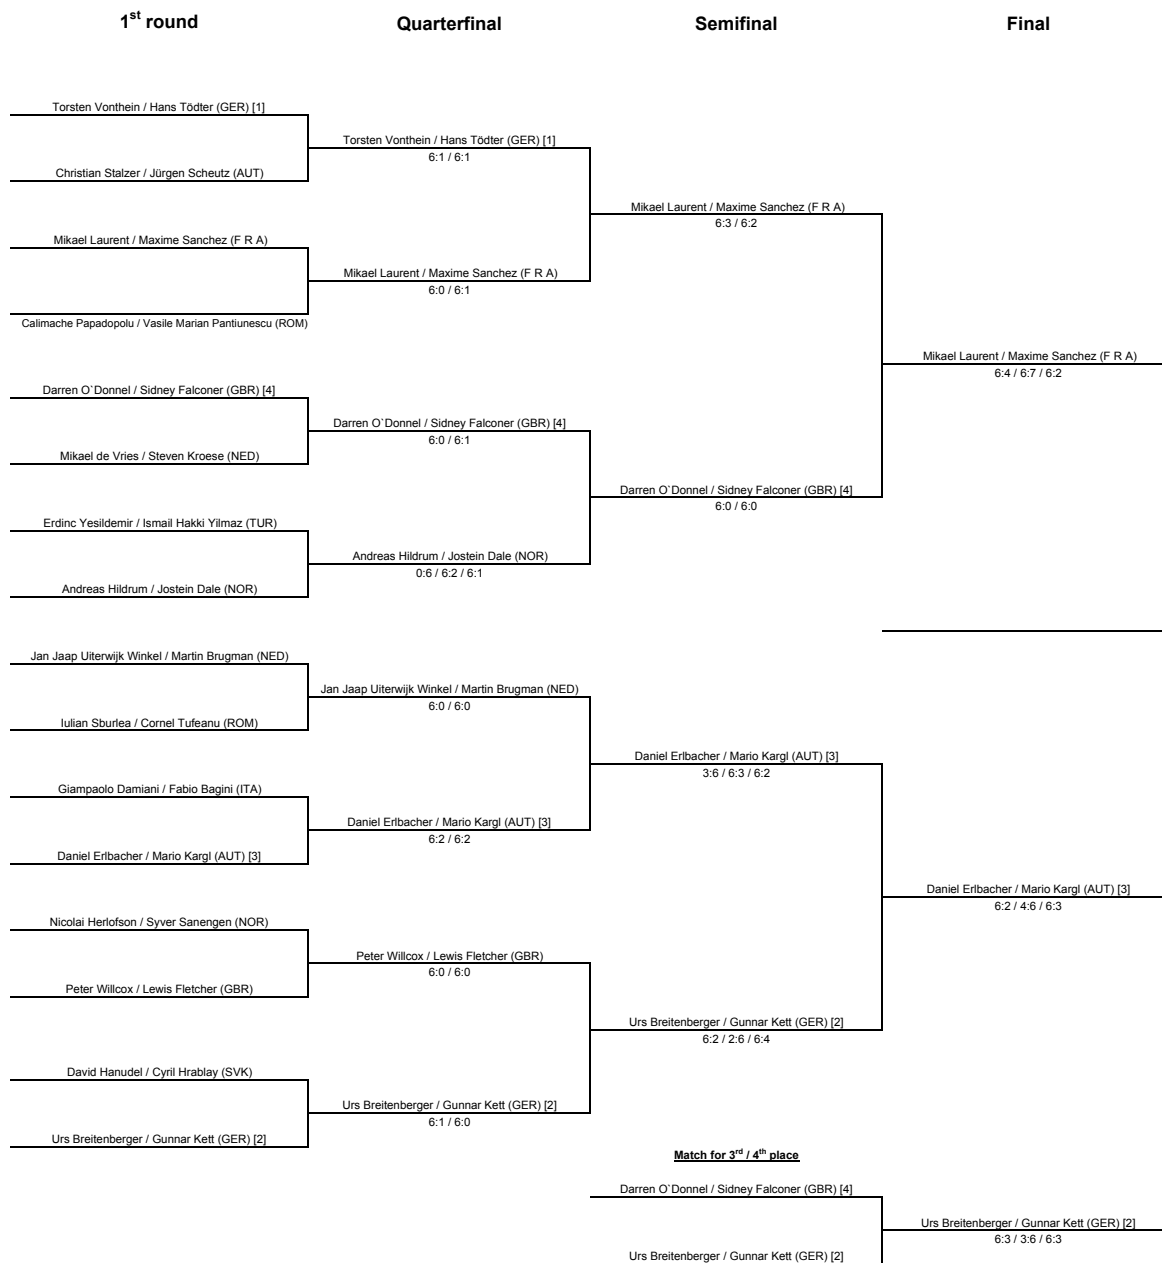 1st round
Quarterfinal
Semifinal
Final
Torsten Vonthein / Hans Tödter (GER) [1]
Torsten Vonthein / Hans Tödter (GER) [1]
6:1 / 6:1
Christian Stalzer / Jürgen Scheutz (AUT)
Mikael Laurent / Maxime Sanchez (F R A)
6:3 / 6:2
Mikael Laurent / Maxime Sanchez (F R A)
Mikael Laurent / Maxime Sanchez (F R A)
6:0 / 6:1
Calimache Papadopolu / Vasile Marian Pantiunescu (ROM)
Mikael Laurent / Maxime Sanchez (F R A)
6:4 / 6:7 / 6:2
Darren O`Donnel / Sidney Falconer (GBR) [4]
Darren O`Donnel / Sidney Falconer (GBR) [4]
6:0 / 6:1
Mikael de Vries / Steven Kroese (NED)
Darren O`Donnel / Sidney Falconer (GBR) [4]
6:0 / 6:0
Erdinc Yesildemir / Ismail Hakki Yilmaz (TUR)
Andreas Hildrum / Jostein Dale (NOR)
0:6 / 6:2 / 6:1
Andreas Hildrum / Jostein Dale (NOR)
Jan Jaap Uiterwijk Winkel / Martin Brugman (NED)
Jan Jaap Uiterwijk Winkel / Martin Brugman (NED)
6:0 / 6:0
Iulian Sburlea / Cornel Tufeanu (ROM)
Daniel Erlbacher / Mario Kargl (AUT) [3]
3:6 / 6:3 / 6:2
Giampaolo Damiani / Fabio Bagini (ITA)
Daniel Erlbacher / Mario Kargl (AUT) [3]
6:2 / 6:2
Daniel Erlbacher / Mario Kargl (AUT) [3]
Daniel Erlbacher / Mario Kargl (AUT) [3]
6:2 / 4:6 / 6:3
Nicolai Herlofson / Syver Sanengen (NOR)
Peter Willcox / Lewis Fletcher (GBR)
6:0 / 6:0
Peter Willcox / Lewis Fletcher (GBR)
Urs Breitenberger / Gunnar Kett (GER) [2]
6:2 / 2:6 / 6:4
David Hanudel / Cyril Hrablay (SVK)
Urs Breitenberger / Gunnar Kett (GER) [2]
6:1 / 6:0
Urs Breitenberger / Gunnar Kett (GER) [2]
Match for 3rd / 4th place
Darren O`Donnel / Sidney Falconer (GBR) [4]
Urs Breitenberger / Gunnar Kett (GER) [2]
6:3 / 3:6 / 6:3
Urs Breitenberger / Gunnar Kett (GER) [2]